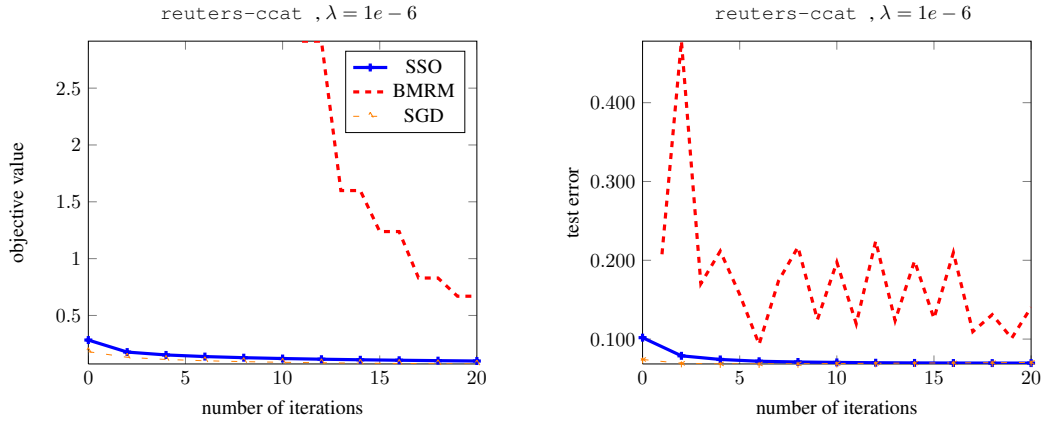 reuters-ccat , λ = 1e − 6
2.5
2
1.5
1
0.5
0
5
10
15
20
objective value
number of iterations
SSO
BMRM
SGD
reuters-ccat , λ = 1e − 6
0.400
0.300
0.200
0.100
0
5
10
15
20
test error
number of iterations